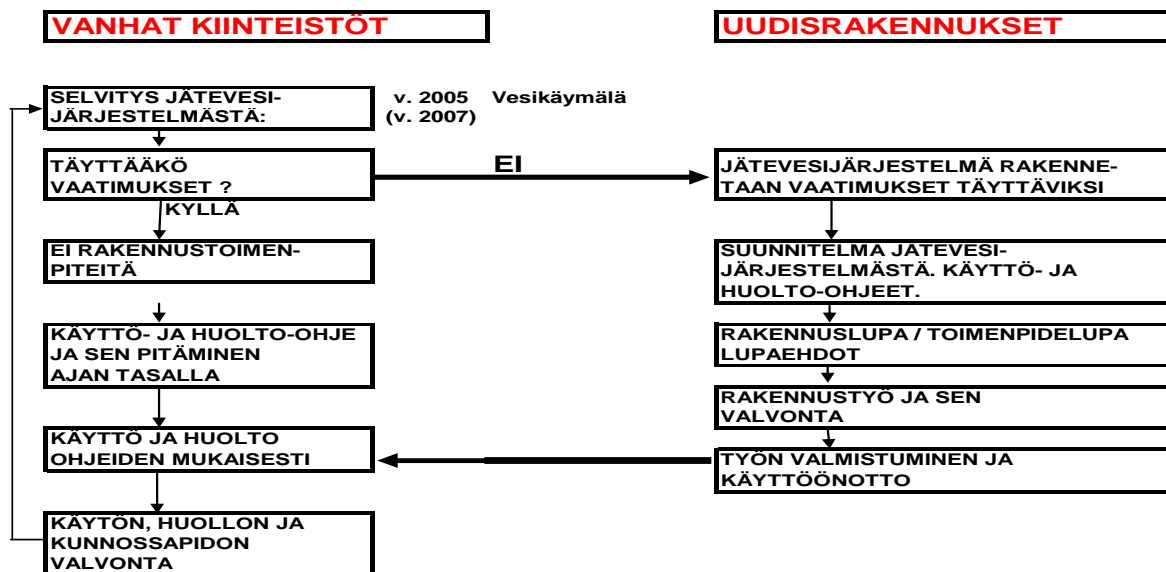 VANHAT KIINTEISTÖT
UUDISRAKENNUKSET
SELVITYS JÄTEVESI-
JÄRJESTELMÄSTÄ:
v. 2005 Vesikäymälä
(v. 2007)
TÄYTTÄÄKÖ
VAATIMUKSET ?
EI
JÄTEVESIJÄRJESTELMÄ RAKENNE-
TAAN VAATIMUKSET TÄYTTÄVIKSI
KYLLÄ
EI RAKENNUSTOIMEN-
PITEITÄ
SUUNNITELMA JATEVESI-
JÄRJESTELMÄSTÄ. KÄYTTÖ- JA
HUOLTO-OHJEET.
KÄYTTÖ- JA HUOLTO-OHJE
JA SEN PITÄMINEN
AJAN TASALLA
RAKENNUSLUPA / TOIMENPIDELUPA
LUPAEHDOT
RAKENNUSTYÖ JA SEN
VALVONTA
KÄYTTÖ JA HUOLTO
OHJEIDEN MUKAISESTI
TYÖN VALMISTUMINEN JA
KÄYTTÖÖNOTTO
KÄYTÖN, HUOLLON JA
KUNNOSSAPIDON
VALVONTA